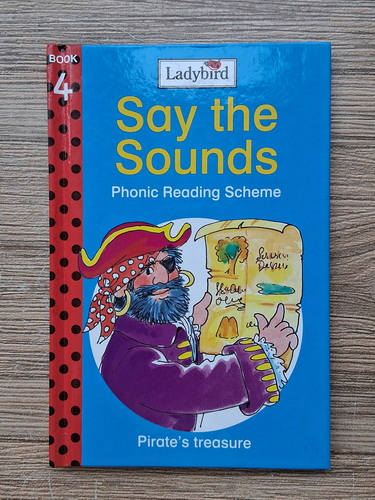 BOOK
4
Ladybird
Say the
Sounds
Phonic Reading Scheme
Pirate's treasure